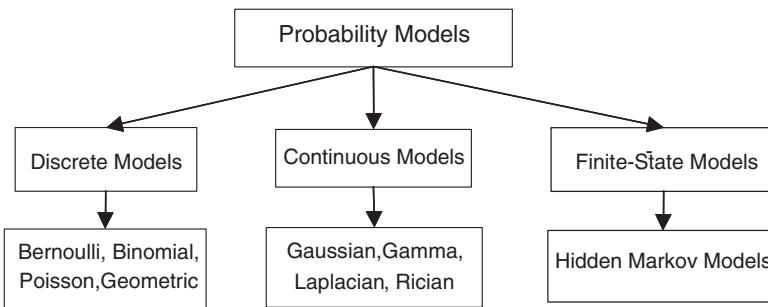 Probability Models
Discrete Models
Continuous Models
Finite-State Models
Bernoulli, Binomial,
Poisson,Geometric
Gaussian,Gamma,
Laplacian, Rician
Hidden Markov Models